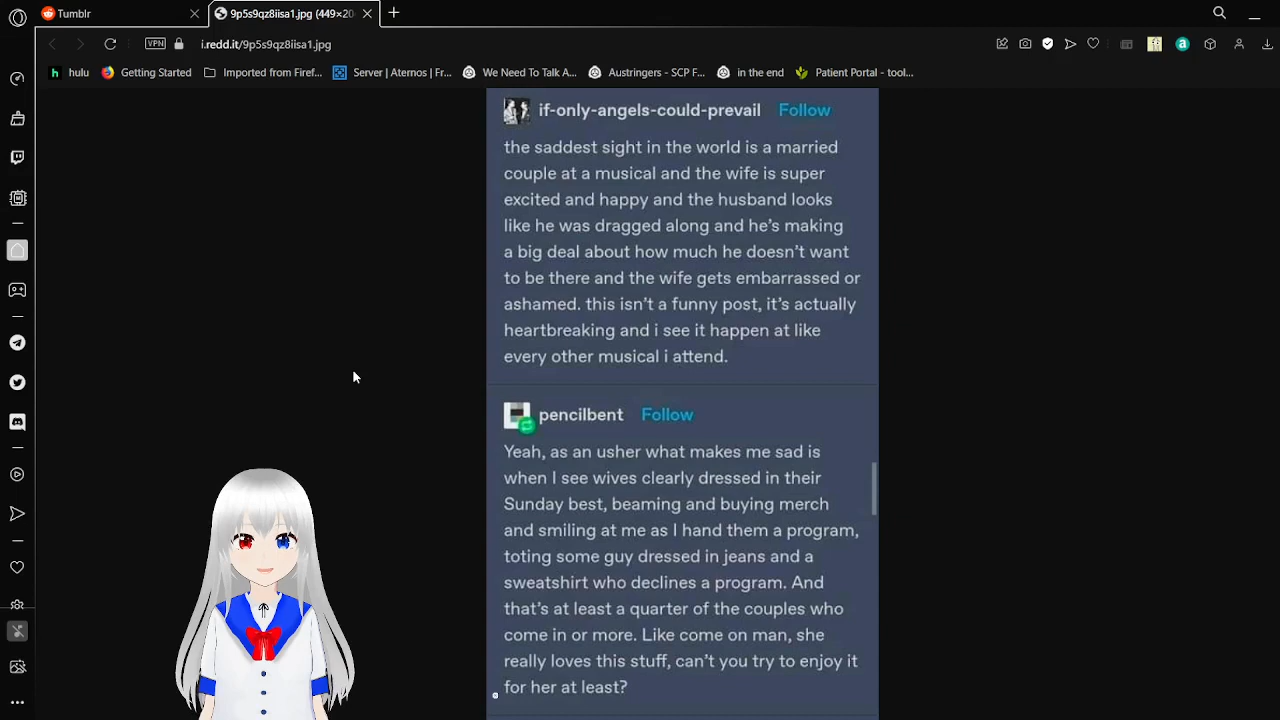 Tumblr
9p5s9qz8iisa1.jpg (449×20
VPN
i.redd.it/9p5s9qz8iisa1.jpg
hulu
Getting Started
Imported from Firef...
Server | Aternos | Fr...
We Need To Talk A...
Austringers - SCP F...
in the end
Patient Portal - tool...
if-only-angels-could-prevail Follow
the saddest sight in the world is a married
couple at a musical and the wife is super
excited and happy and the husband looks
like he was dragged along and he's making
a big deal about how much he doesn't want
to be there and the wife gets embarrassed or
ashamed. this isn't a funny post, it's actually
heartbreaking and i see it happen at like
every other musical i attend.
pencilbent Follow
Yeah, as an usher what makes me sad is
when I see wives clearly dressed in their
Sunday best, beaming and buying merch
and smiling at me as I hand them a program,
toting some guy dressed in jeans and a
sweatshirt who declines a program. And
that's at least a quarter of the couples who
come in or more. Like come on man, she
really loves this stuff, can't you try to enjoy it
for her at least?